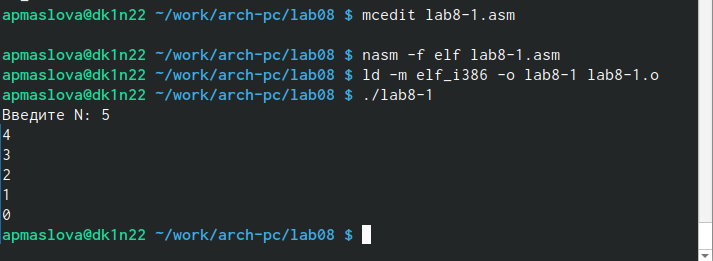 apmaslova@dk1n22 ~/work/arch-pc/lab08 $ mcedit lab8-1.asm
apmaslova@dk1n22 ~/work/arch-pc/lab08 $ nasm -f elf lab8-1.asm
apmaslova@dk1n22 ~/work/arch-pc/lab08 $ ld -m elf_i386 -o lab8-1 lab8-1.o
apmaslova@dk1n22 ~/work/arch-pc/lab08 $ ./lab8-1
Введите N: 5
4
3
2
1
0
apmaslova@dk1n22 ~/work/arch-pc/lab08 $